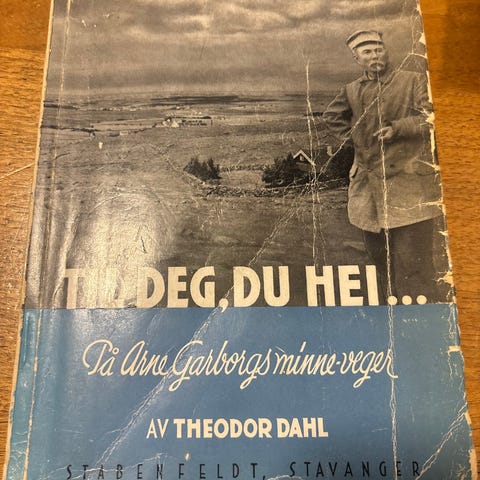 TIL DEG, DU HEI...
På Arne Garborgs minne-veger
AV THEODOR DAHL
STABENFELDT, STAVANGER